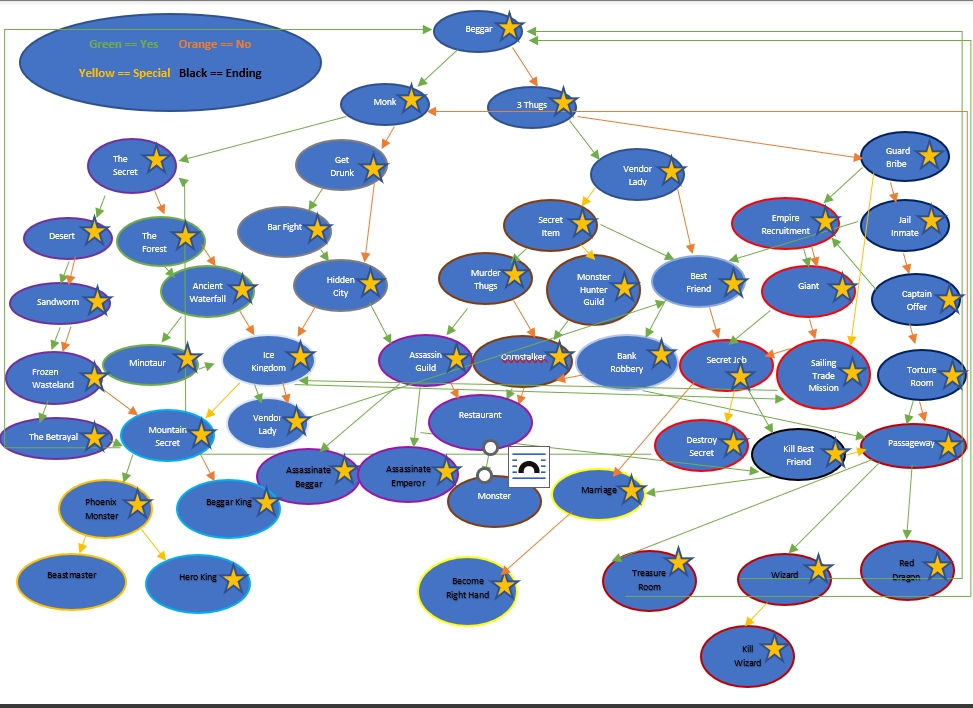 Beggar
Green == Yes Orange == No
Yellow == Special Black == Ending
Monk
3 Thugs
The
Secret
Get
Drunk
Vendor
Lady
Guard
Bribe
Desert
The
Forest
Bar Fight
Secret
Item
Empire
Recruitment
Jail
Inmate
Sandworm
Ancient
Waterfall
Hidden
City
Murder
Thugs
Monster
Hunter
Guild
Best
Friend
Giant
Captain
Offer
Frozen
Wasteland
Minotaur
Ice
Kingdom
Assassin
Guild
Ornnstalker
Bank
Robbery
Secret Job
Sailing
Trade
Mission
Torture
Room
The Betrayal
Mountain
Secret
Vendor
Lady
Restaurant
Destroy
Secret
Kill Best
Friend
Passageway
Phoenix
Monster
Beggar King
Assassinate
Beggar
Assassinate
Emperor
Monster
Marriage
Beastmaster
Hero King
Become
Right Hand
Treasure
Room
Wizard
Red
Dragon
Kill
Wizard